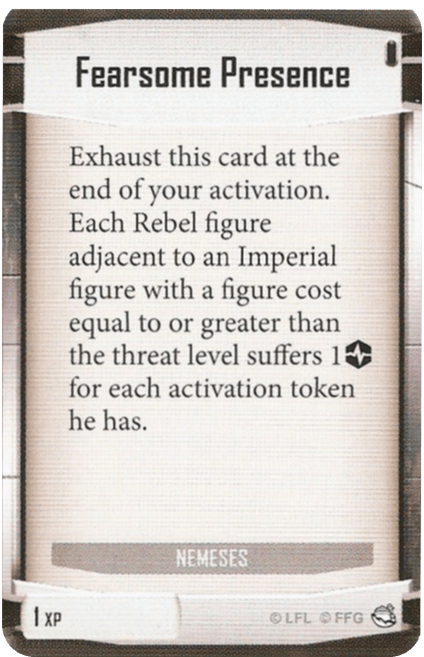 Fearsome Presence
Exhaust this card at the
end of your activation.
Each Rebel figure
adjacent to an Imperial
figure with a figure cost
equal to or greater than
the threat level suffers 1
for each activation token
he has.
NEMESES
1 XP
© LFL © FFG